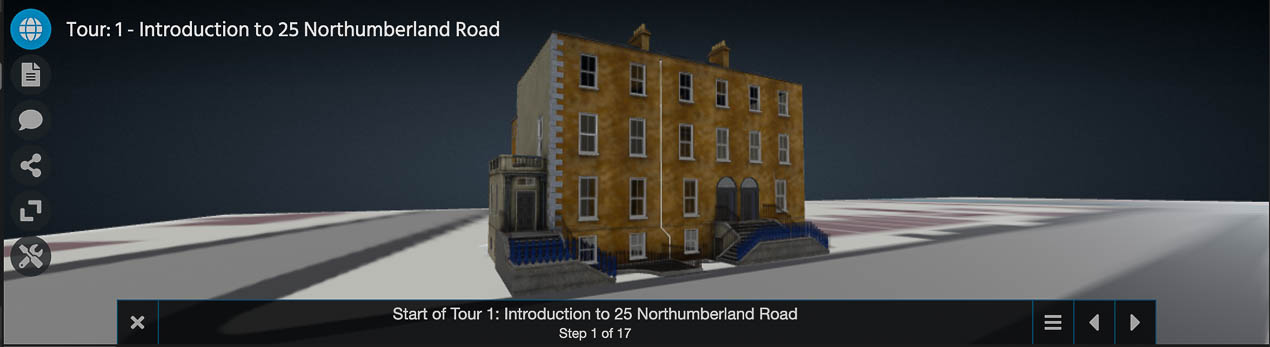 Tour: 1 - Introduction to 25 Northumberland Road
Start of Tour 1: Introduction to 25 Northumberland Road
Step 1 of 17